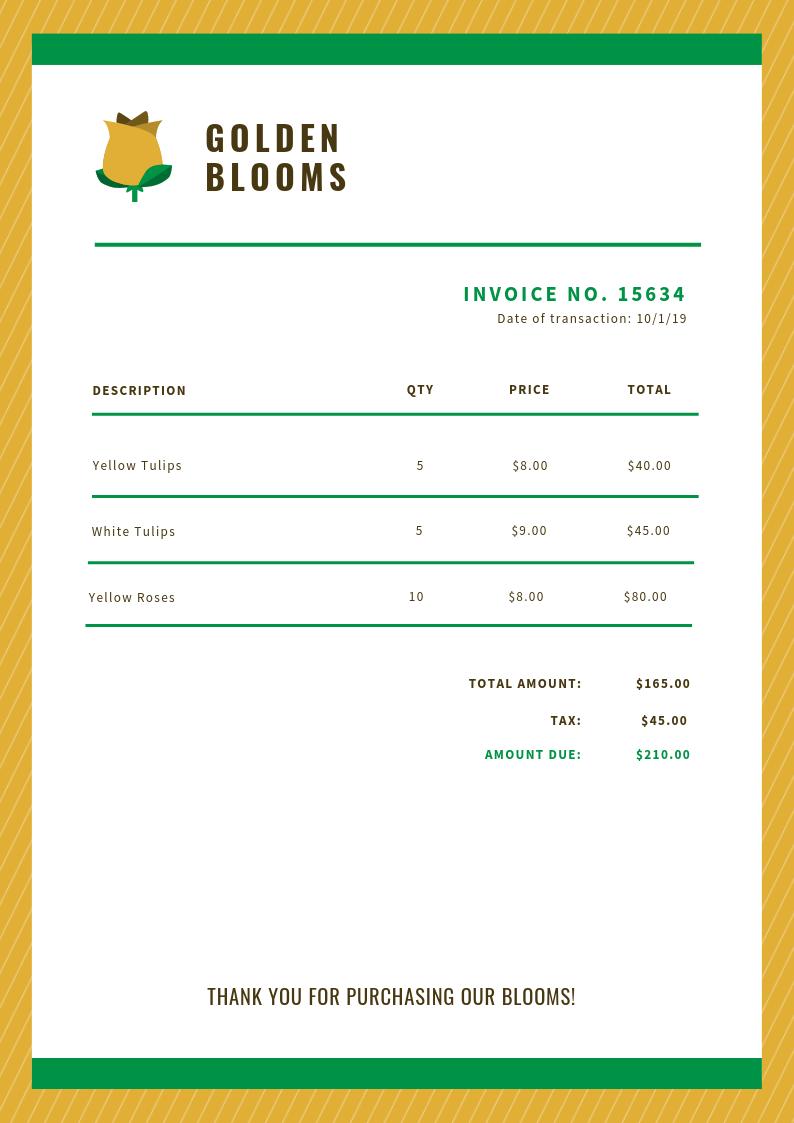 GOLDEN
BLOOMS
INVOICE NO. 15634
Date of transaction: 10/1/19
DESCRIPTION QTY PRICE TOTAL
Yellow Tulips 5 $8.00 $40.00
White Tulips 5 $9.00 $45.00
Yellow Roses 10 $8.00 $80.00
TOTAL AMOUNT: $165.00
TAX: $45.00
AMOUNT DUE: $210.00
THANK YOU FOR PURCHASING OUR BLOOMS!